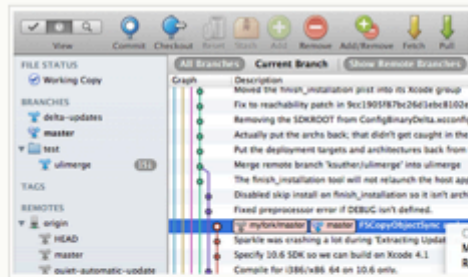 View Commit Checkout Reset Stash Add Remove Add/Remove Fetch Pull
All Branches Current Branch Show Remote Branches
Graph Description
FILE STATUS
Working Copy
BRANCHES
delta-updates
master
test
ulimerge
TAGS
REMOTES
origin
HEAD
master
quiet-automatic-update
Moved the finish_installation plist into its Xcode group
Fix to reachability patch in
Removing the SDKROOT from ConfigBinaryDelta.xcconfig
Actually put the archs back; that didn't get caught in the
Put the deployment targets and architectures back from
Merge remote branch 'ksuther/ulimerge' into ulimerge
The finish_installation tool will not relaunch the host app
Disabled skip install on finish_installation so it isn't arch
Fixed preprocessor error if DEBUG isn't defined.
my/ork/master master FSCopyObjectSync
Sparkle was crashing a lot during 'Extracting Updat
Specify 10.6 SDK so we can build on Xcode 4.1
Compile for i386/x86_64 on 10.6 only.